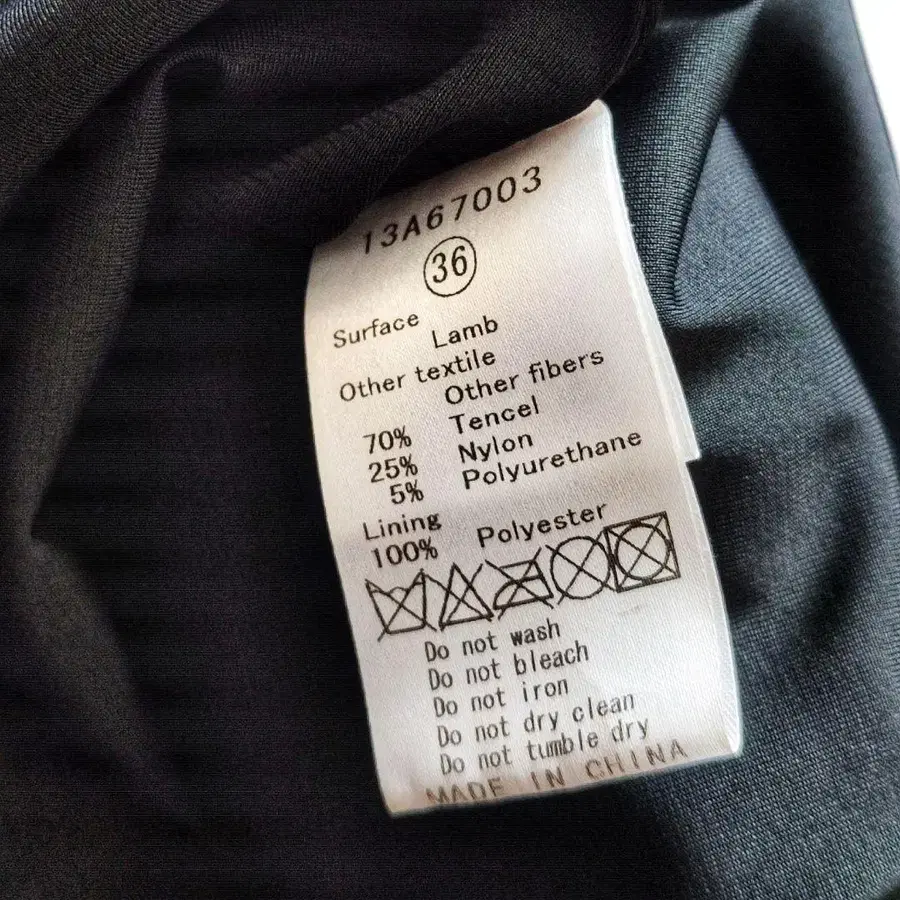 13A67003
36
Surface
Lamb
Other textile
Other fibers
70% Tencel
25% Nylon
5% Polyurethane
Lining
100% Polyester
Do not wash
Do not bleach
Do not iron
Do not dry clean
Do not tumble dry
MADE IN CHINA